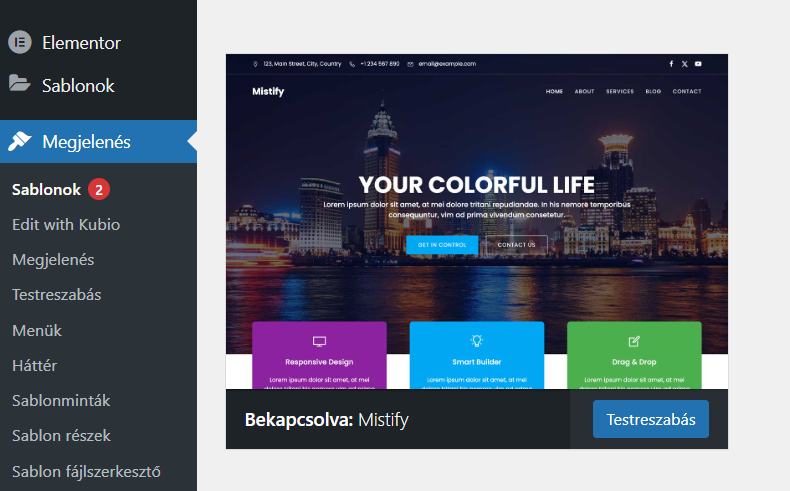 Elementor
Sablonok
Megjelenés
Sablonok 2
Edit with Kubio
Megjelenés
Testreszabás
Menük
Háttér
Sablonminták
Sablon részek
Sablon fájlszerkesztő
123, Main Street, City, Country +1 234 567 890 email@example.com
Mistify HOME ABOUT SERVICES BLOG CONTACT
YOUR COLORFUL LIFE
Lorem ipsum dolor sit amet, at mei dolore tritani repudiandae. In his nemore temporibus
consequuntur, vim ad prima vivendum consetetur.
GET IN CONTROL CONTACT US
Responsive Design Smart Builder Drag & Drop
Lorem ipsum dolor sit amet, at Lorem ipsum dolor sit amet, at Lorem ipsum dolor sit amet, at
Bekapcsolva: Mistify Testreszabás